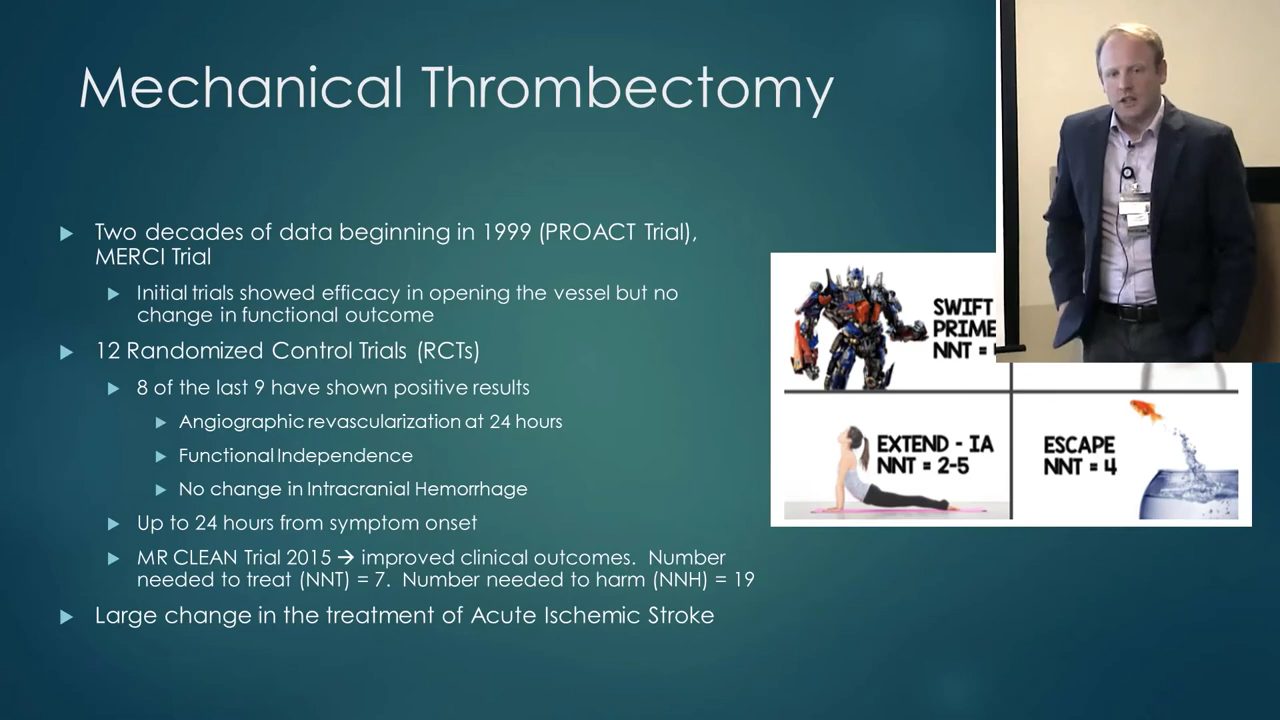 Mechanical Thrombectomy
Two decades of data beginning in 1999 (PROACT Trial),
MERCI Trial
Initial trials showed efficacy in opening the vessel but no
change in functional outcome
12 Randomized Control Trials (RCTs)
8 of the last 9 have shown positive results
Angiographic revascularization at 24 hours
Functional Independence
No change in Intracranial Hemorrhage
Up to 24 hours from symptom onset
MR CLEAN Trial 2015 → improved clinical outcomes. Number
needed to treat (NNT) = 7. Number needed to harm (NNH) = 19
Large change in the treatment of Acute Ischemic Stroke
SWIFT
PRIME
NNT =
EXTEND - IA
NNT = 2-5
ESCAPE
NNT = 4